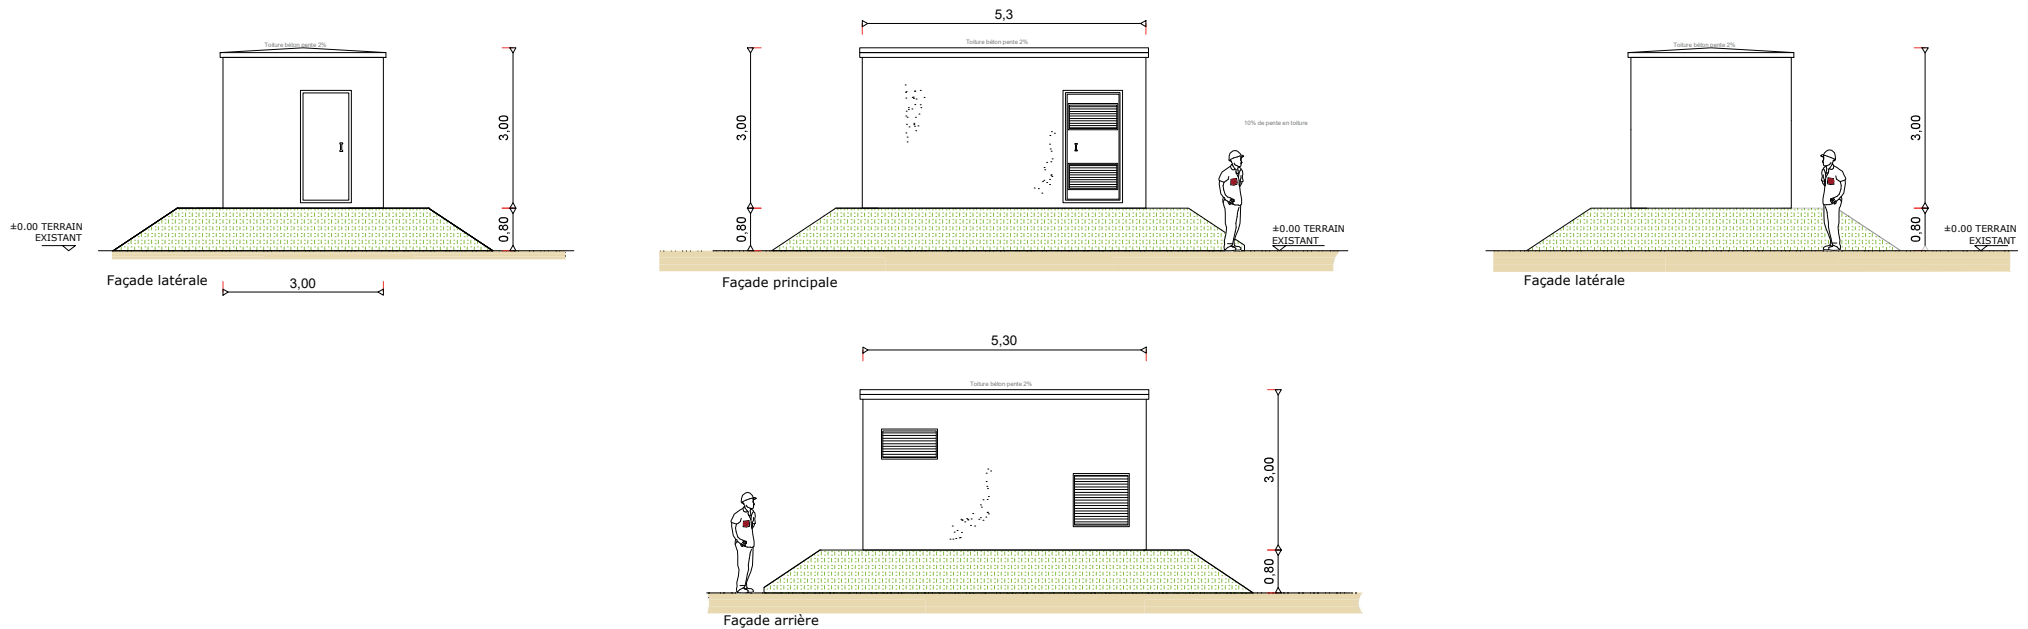 Toiture béton pente 2%
3,00
0,80
±0.00 TERRAIN
EXISTANT
Façade latérale
3,00
5,3
Toiture béton pente 2%
3,00
10% de pente en toiture
0,80
±0.00 TERRAIN
EXISTANT
Façade principale
Toiture béton pente 2%
3,00
0,80
±0.00 TERRAIN
EXISTANT
Façade latérale
5,30
Toiture béton pente 2%
3,00
0,80
Façade arrière